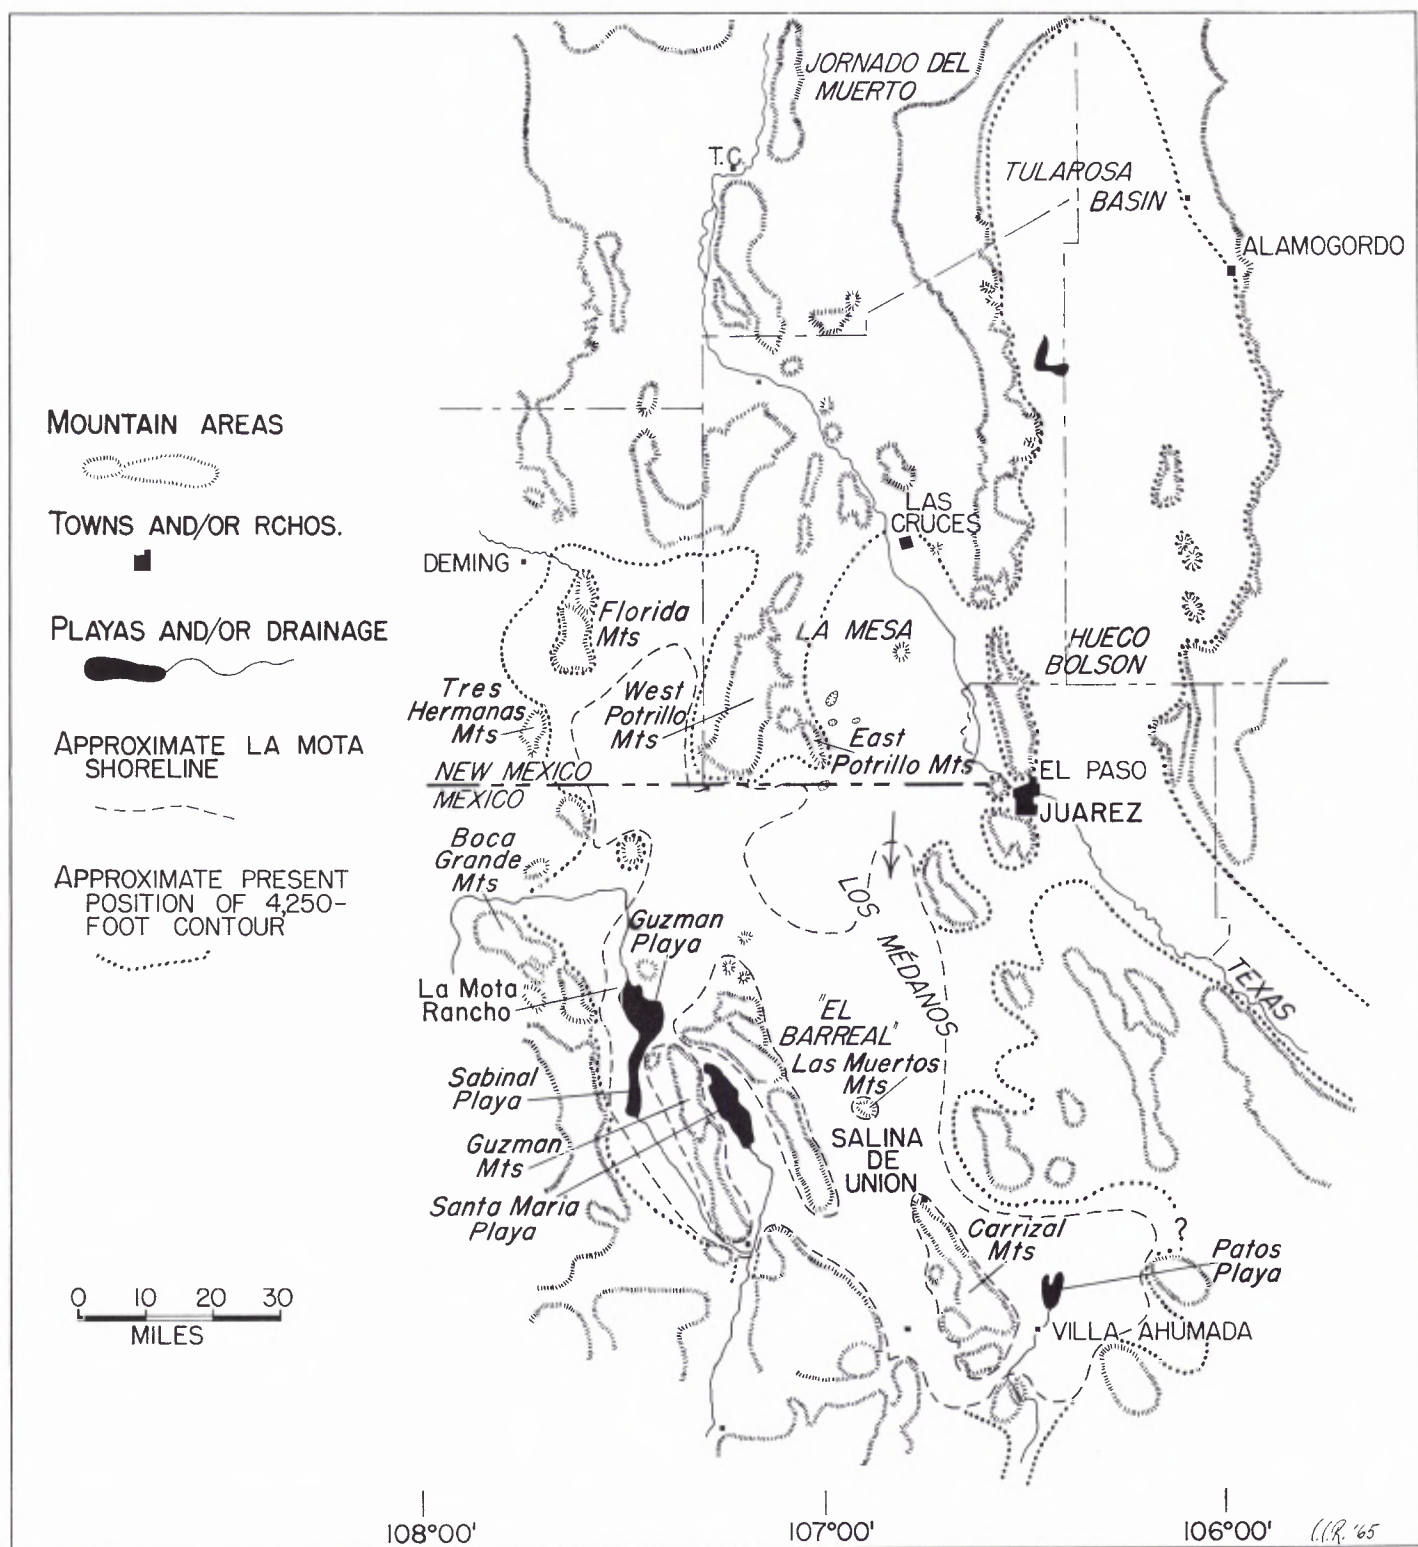 JORNADO DEL
MUERTO
T.C.
TULAROSA
BASIN
ALAMOGORDO
MOUNTAIN AREAS
TOWNS AND/OR RCHOS.
PLAYAS AND/OR DRAINAGE
APPROXIMATE LA MOTA
SHORELINE
APPROXIMATE PRESENT
POSITION OF 4,250-
FOOT CONTOUR
LAS
CRUCES
DEMING
Florida
Mts
LA MESA
HUECO
BOLSON
Tres
Hermanas
Mts
West
Potrillo
Mts
East
Potrillo Mts
NEW MEXICO
MEXICO
EL PASO
JUAREZ
Boca
Grande
Mts
LOS
MÉDANOS
Guzman
Playa
La Mota
Rancho
TEXAS
"EL
BARREAL"
Las Muertos
Mts
Sabinal
Playa
Guzman
Mts
SALINA
DE
UNION
Santa Maria
Playa
Carrizal
Mts
?
Patos
Playa
VILLA AHUMADA
0 10 20 30
MILES
108°00'
107°00'
106°00'